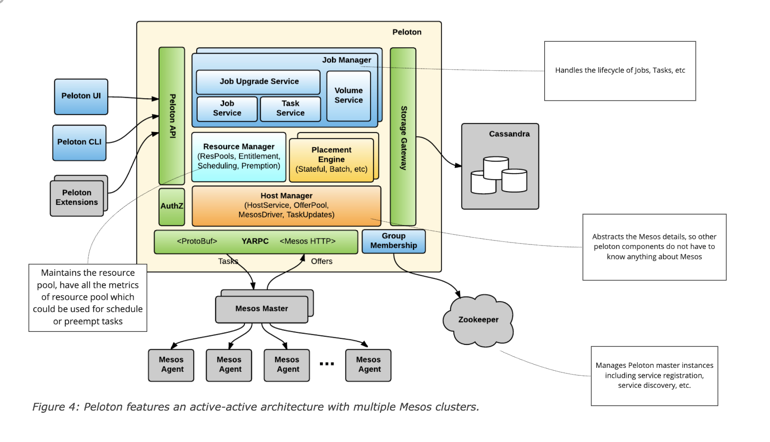 Peloton
Job Manager
Handles the lifecycle of Jobs, Tasks, etc
Peloton UI
Peloton API
Job Upgrade Service
Volume
Service
Job
Service
Task
Service
Storage Gateway
Peloton CLI
Cassandra
Peloton
Extensions
Resource Manager
(ResPools, Entitlement,
Scheduling, Premption)
Placement
Engine
(Stateful, Batch, etc)
AuthZ
Host Manager
(HostService, OfferPool,
MesosDriver, TaskUpdates)
Abstracts the Mesos details, so other
peloton components do not have to
know anything about Mesos
<ProtoBuf> YARPC <Mesos HTTP>
Group
Membership
Tasks
Offers
Maintains the resource
pool, have all the metrics
of resource pool which
could be used for schedule
or preempt tasks
Mesos Master
Zookeeper
Mesos
Agent
Mesos
Agent
Mesos
Agent
...
Mesos
Agent
Manages Peloton master instances
including service registration,
service discovery, etc.
Figure 4: Peloton features an active-active architecture with multiple Mesos clusters.